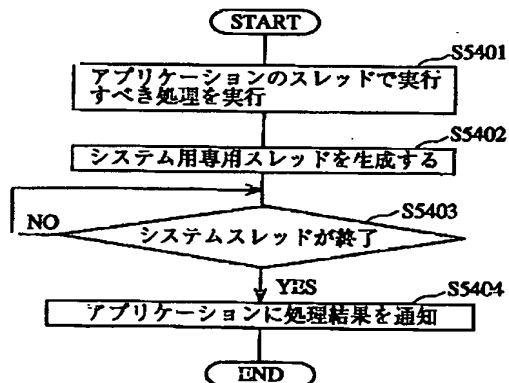 START
S5401
アプリケーションのスレッドで実行
すべき処理を実行
S5402
システム用専用スレッドを生成する
S5403
NO
システムスレッドが終了
YES
S5404
アプリケーションに処理結果を通知
END